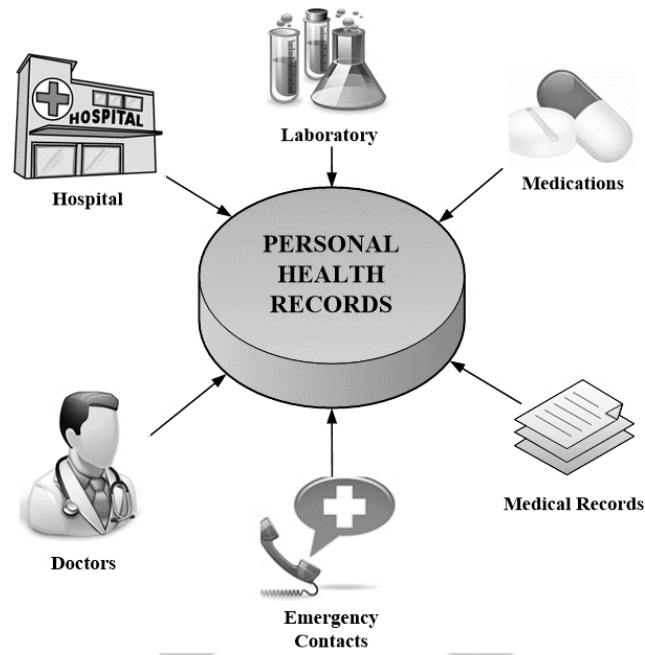 HOSPITAL
Laboratory
Hospital
Medications
PERSONAL
HEALTH
RECORDS
Doctors
Medical Records
Emergency
Contacts